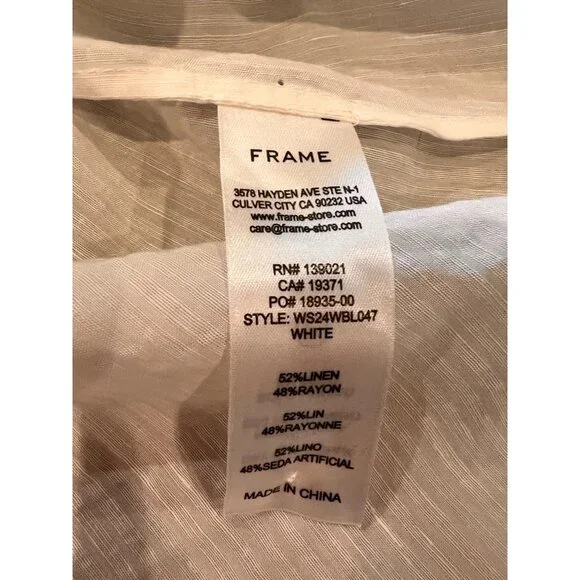 FRAME
3578 HAYDEN AVE STE N-1
CULVER CITY CA 90232 USA
www.frame-store.com
care@frame-store.com
RN# 139021
CA# 19371
PO# 18935-00
STYLE: WS24WBL047
WHITE
52%LINEN
48%RAYON
52%LIN
48%RAYONNE
52%LINO
48%SEDA ARTIFICIAL
MADE IN CHINA